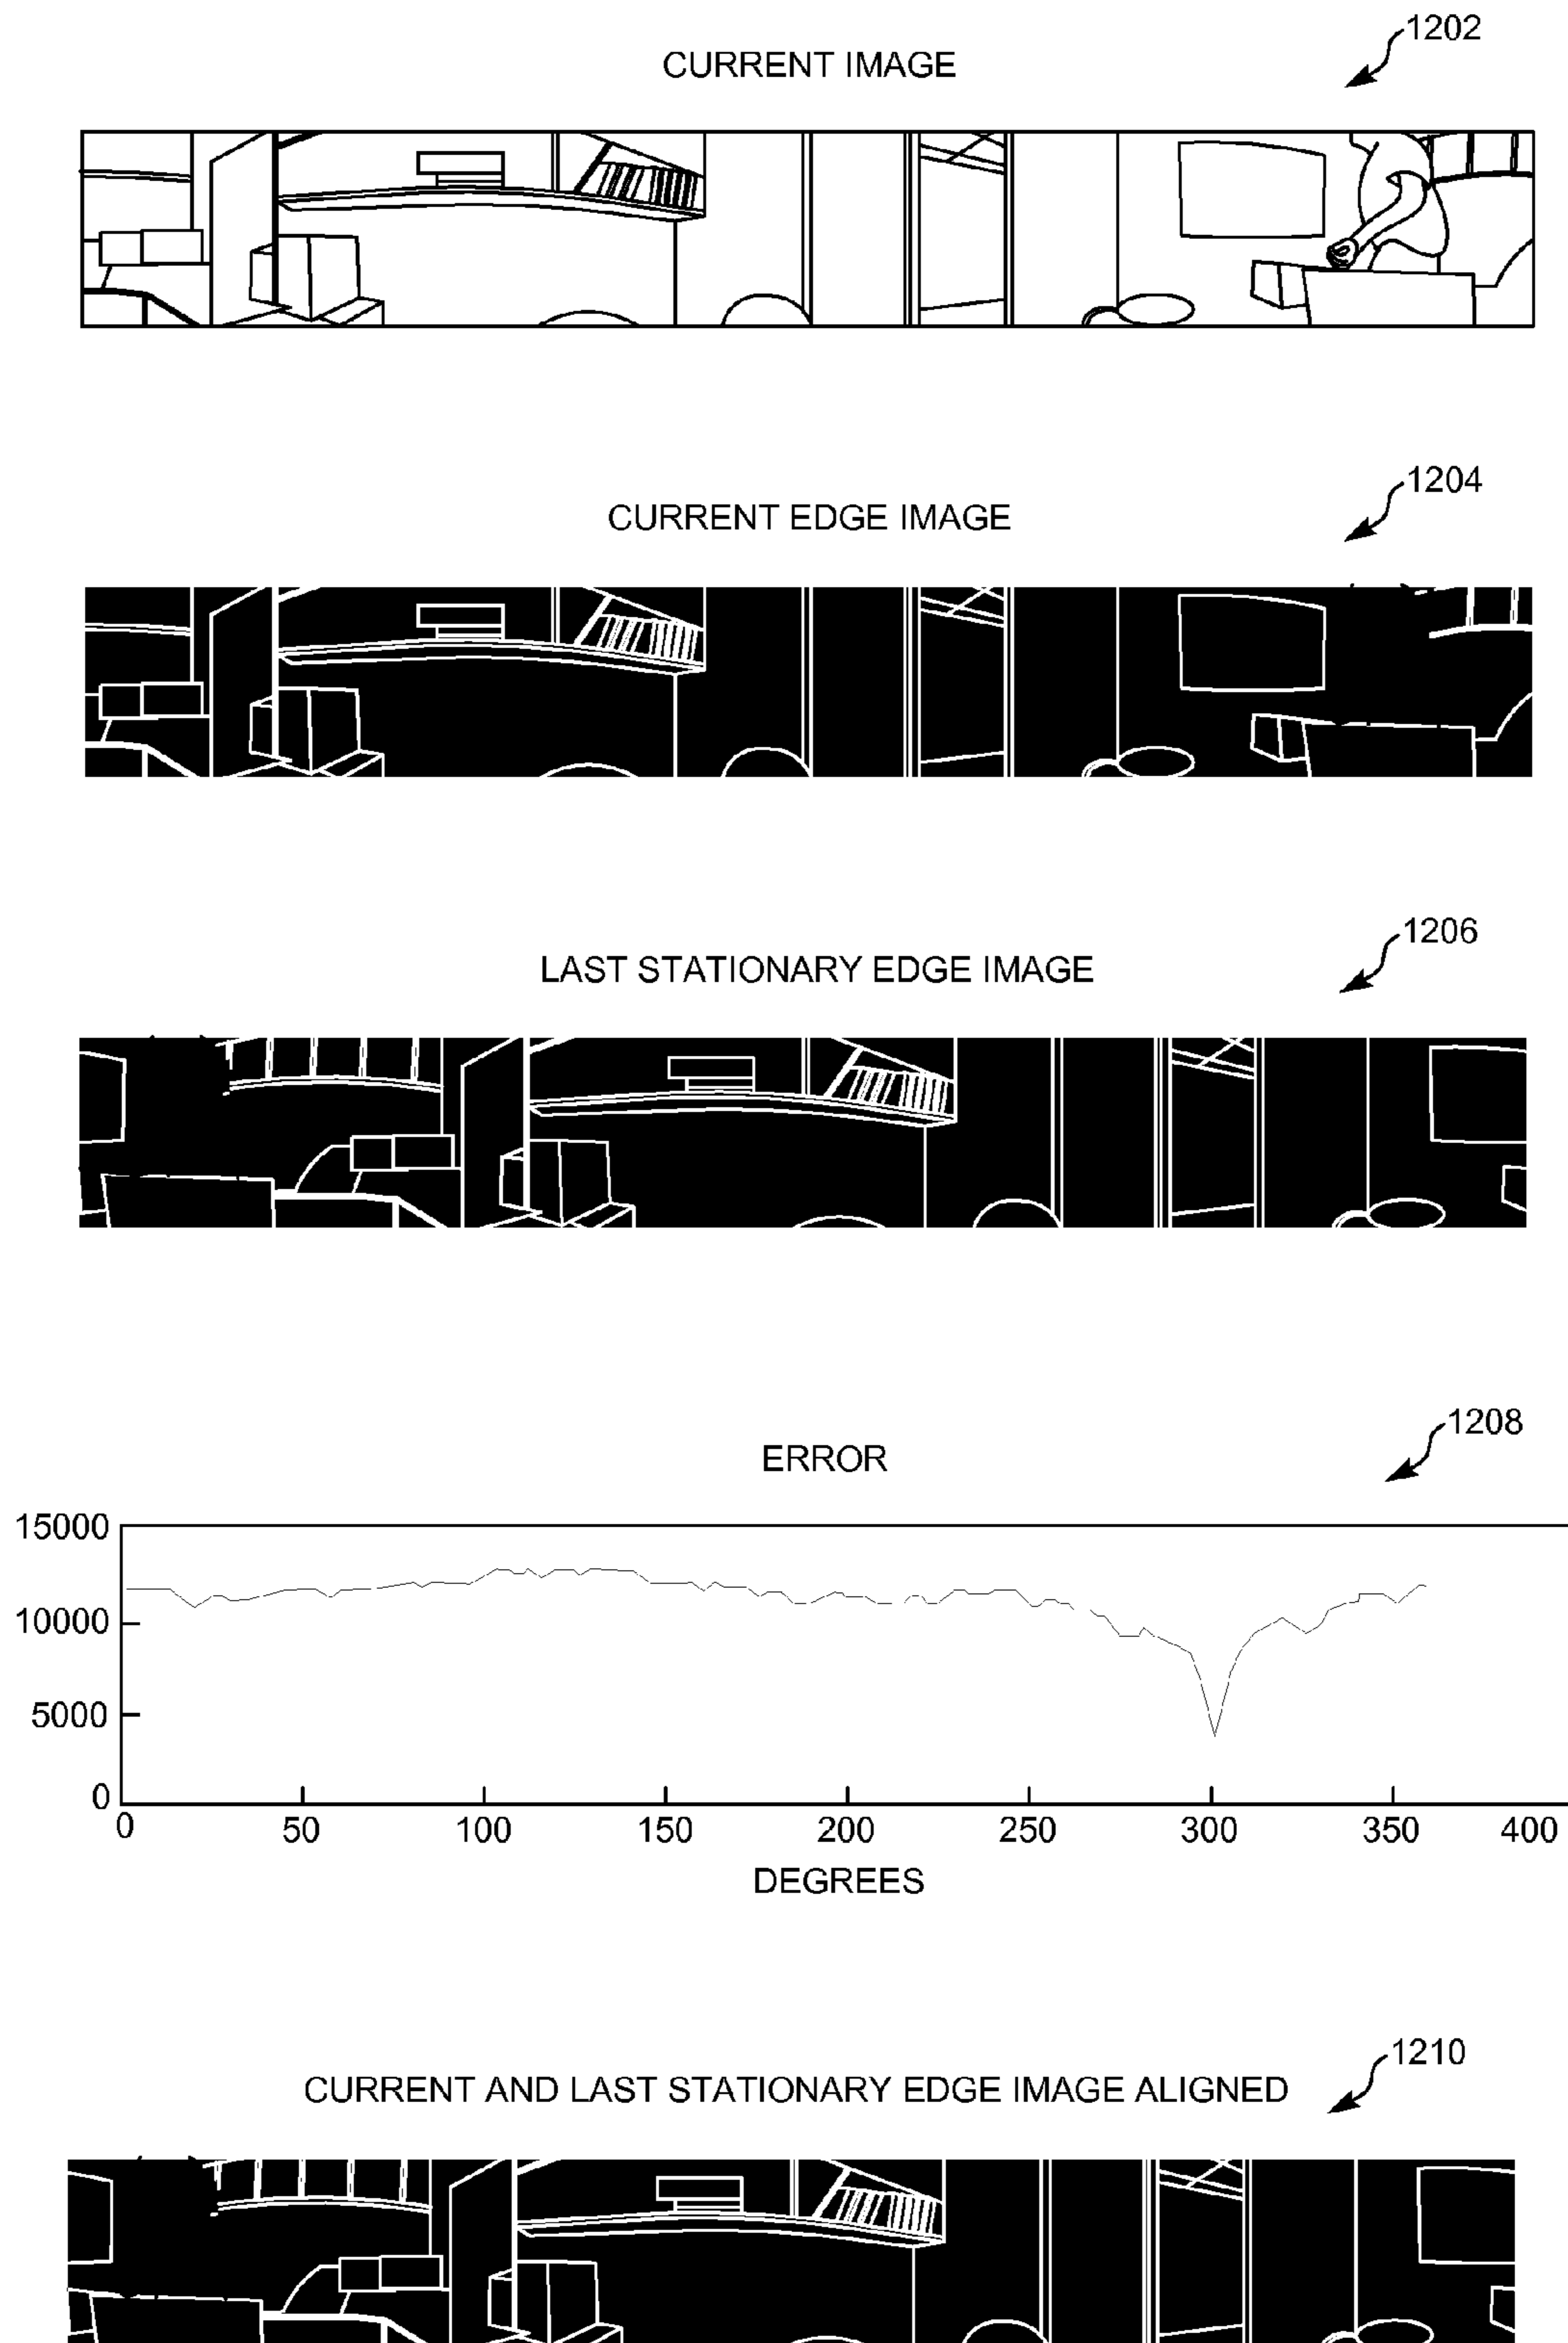 1202
CURRENT IMAGE
1204
CURRENT EDGE IMAGE
1206
LAST STATIONARY EDGE IMAGE
1208
ERROR
15000
10000
5000
0
0 50 100 150 200 250 300 350 400
DEGREES
1210
CURRENT AND LAST STATIONARY EDGE IMAGE ALIGNED